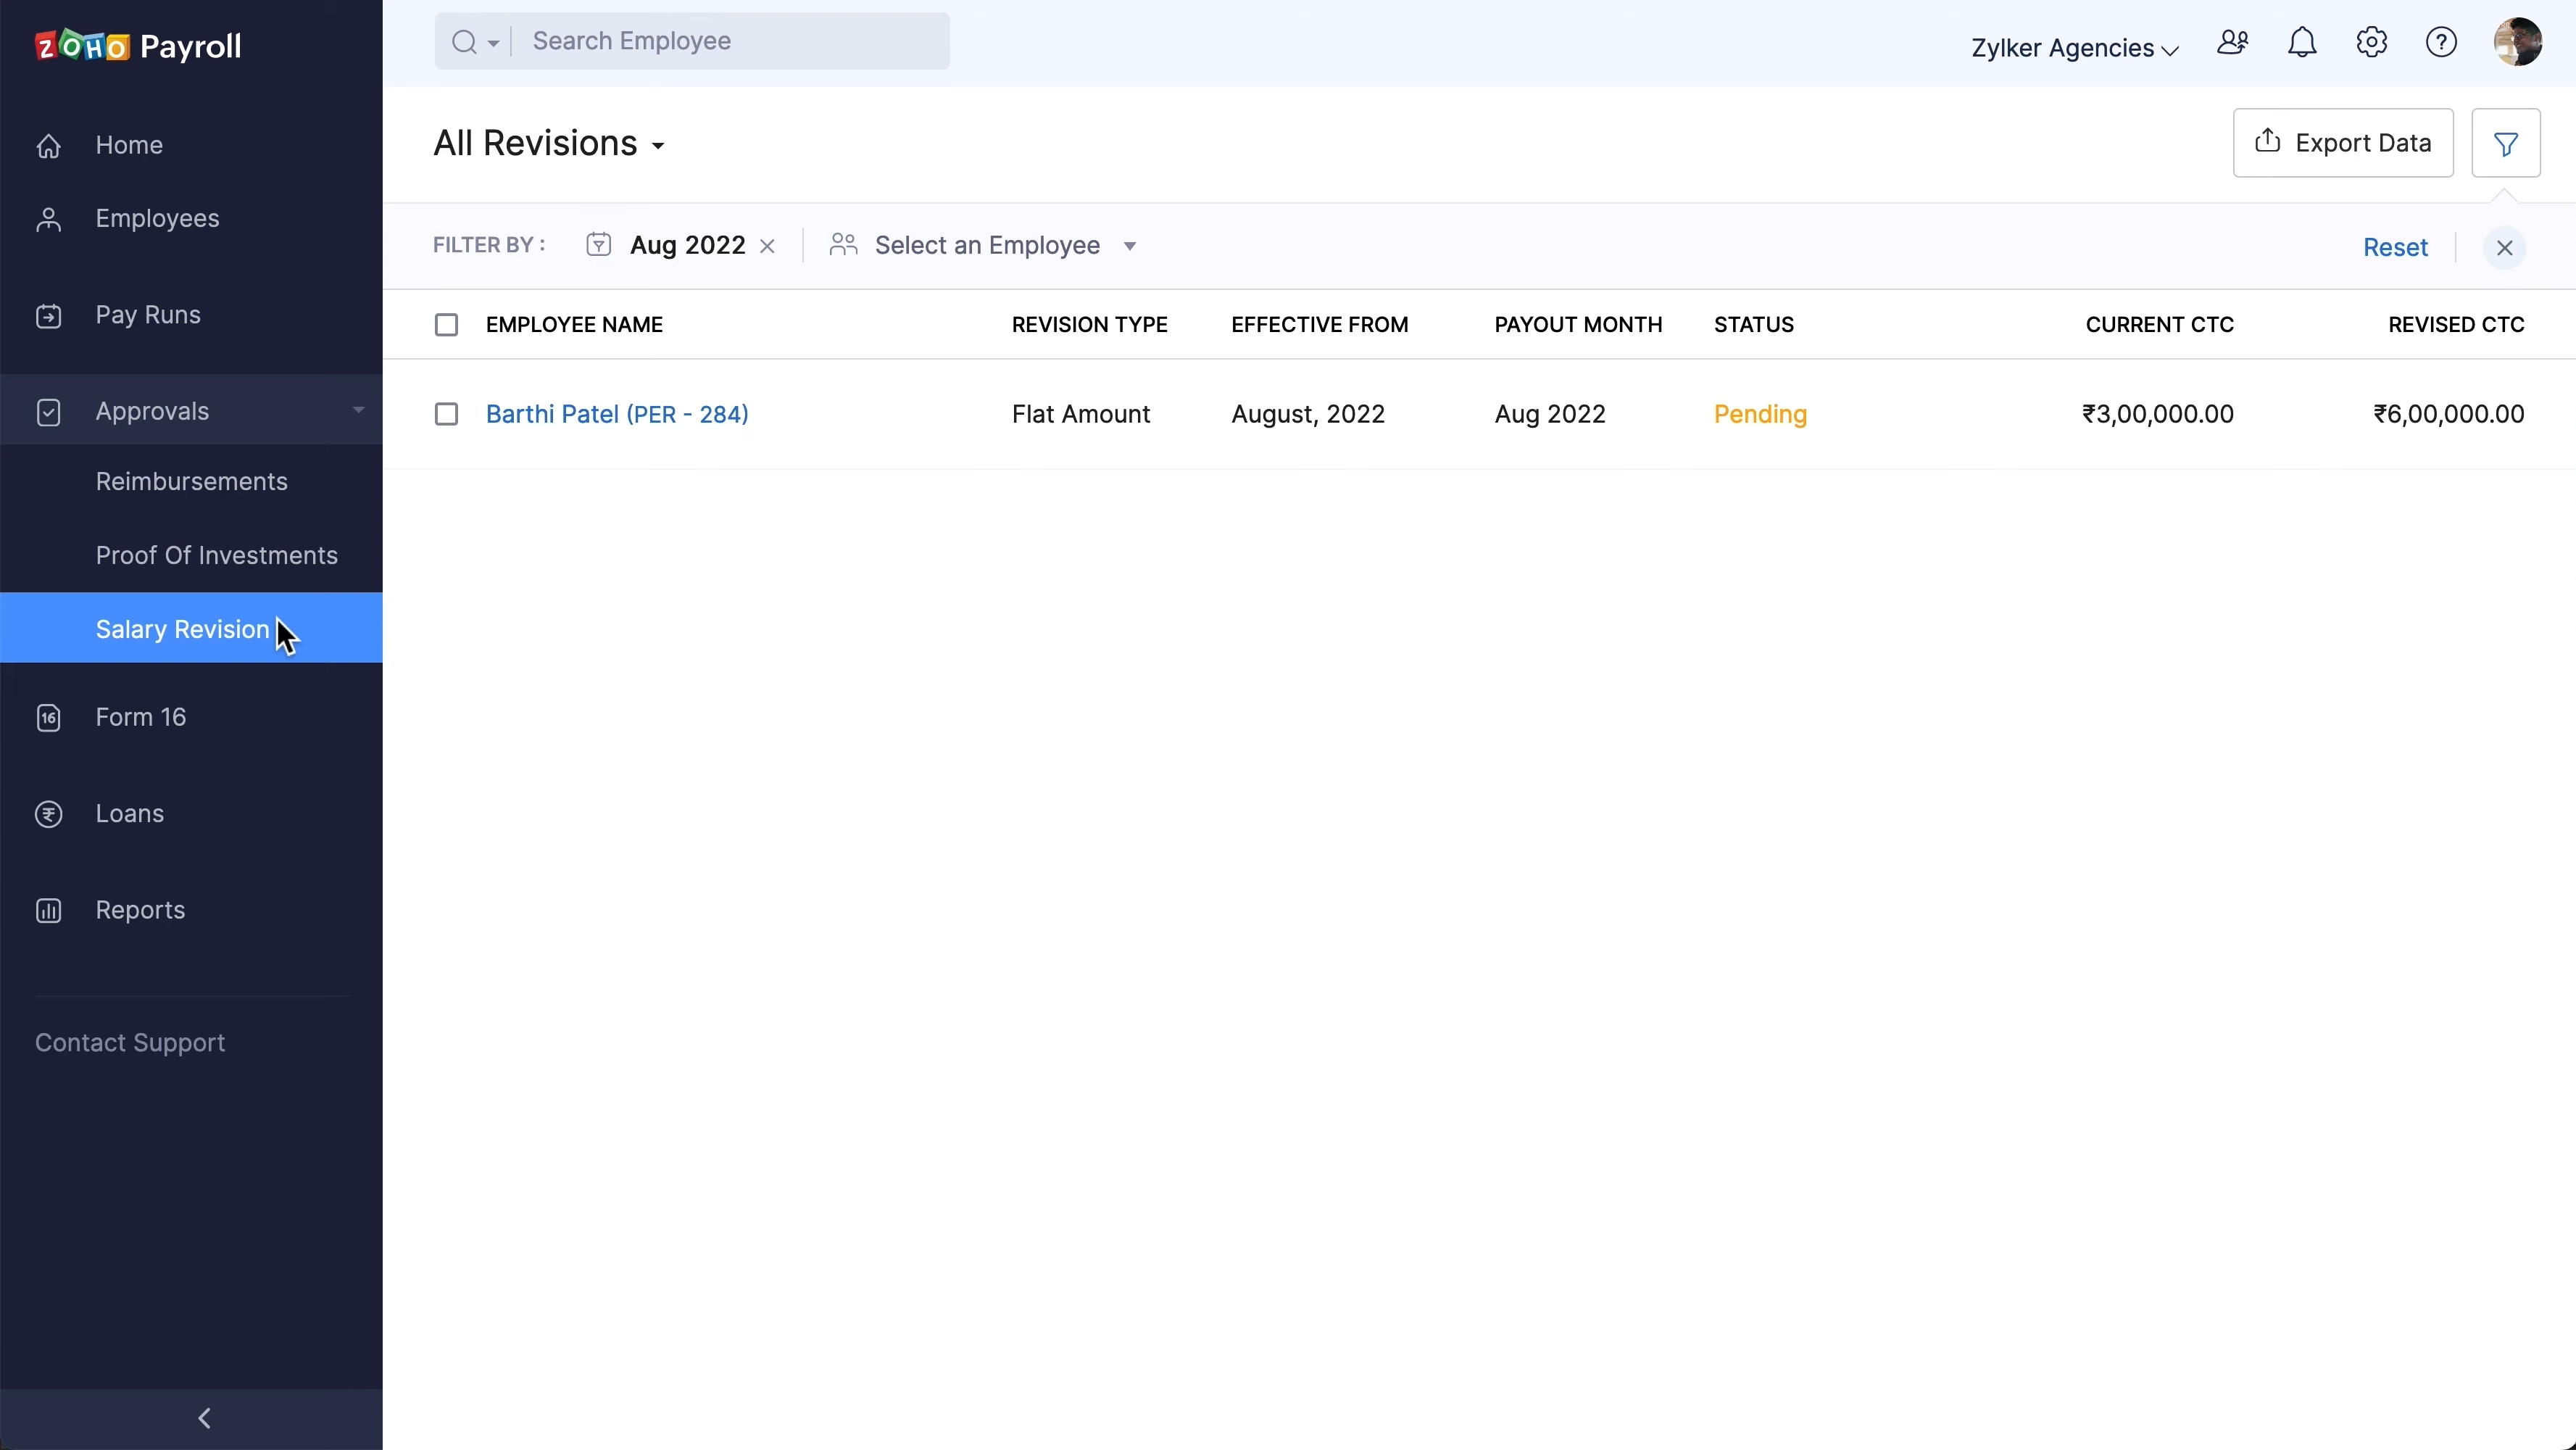 ZOHO Payroll
Search Employee
Zylker Agencies
Home
Employees
Pay Runs
Approvals
Reimbursements
Proof Of Investments
Salary Revision
Form 16
16
Loans
Reports
Contact Support
All Revisions
Export Data
FILTER BY : Aug 2022 Select an Employee Reset
EMPLOYEE NAME REVISION TYPE EFFECTIVE FROM PAYOUT MONTH STATUS CURRENT CTC REVISED CTC
Barthi Patel (PER - 284) Flat Amount August, 2022 Aug 2022 Pending ₹3,00,000.00 ₹6,00,000.00